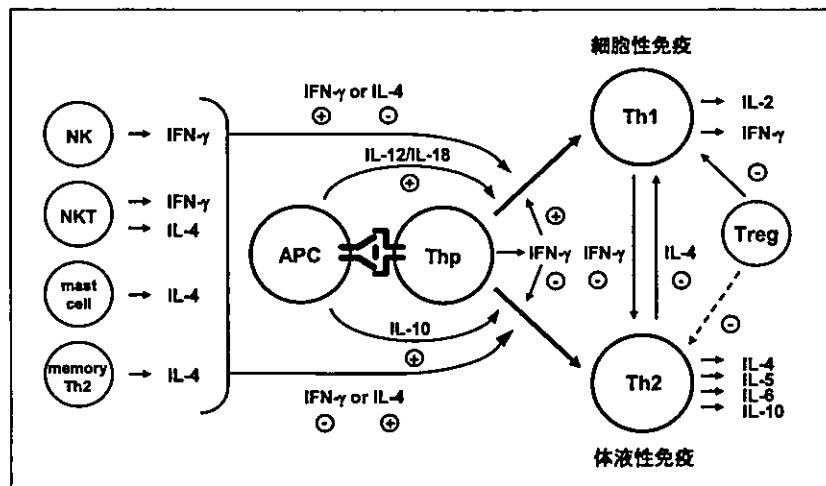 細胞性免疫
IFN-γ or IL-4
⊕ ⊖
NK → IFN-γ
IL-12/IL-18
⊕
Th1
→ IL-2
→ IFN-γ
⊖
NKT → IFN-γ
→ IL-4
APC
Thp
⊕
IFN-γ
⊖
IFN-γ
⊖
IL-4
⊖
Treg
⊖
mast
cell → IL-4
IL-10
⊕
memory
Th2 → IL-4
IFN-γ or IL-4
⊖ ⊕
Th2
→ IL-4
→ IL-5
→ IL-6
→ IL-10
体液性免疫